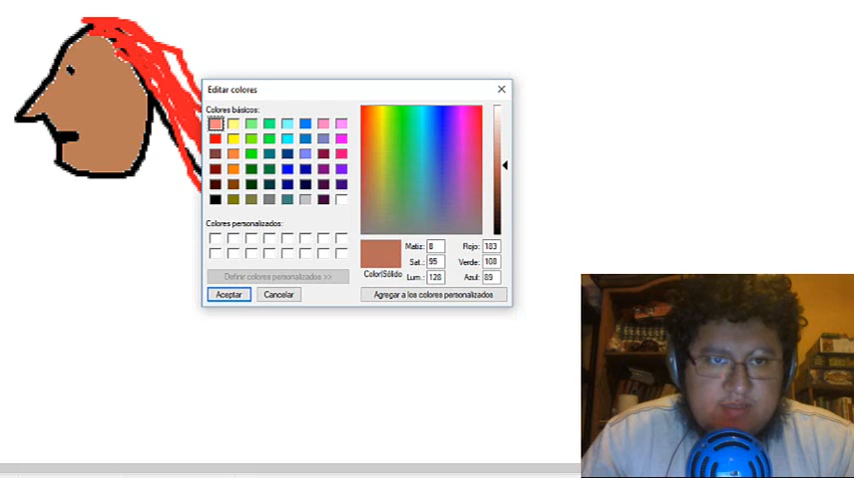 Editar colores
Colores básicos:
Colores personalizados:
Definir colores personalizados >>
Aceptar
Cancelar
Matiz: 8
Sat.: 95
Lum.: 128
Rojo: 183
Verde: 108
Azul: 89
Color|Sólido
Agregar a los colores personalizados